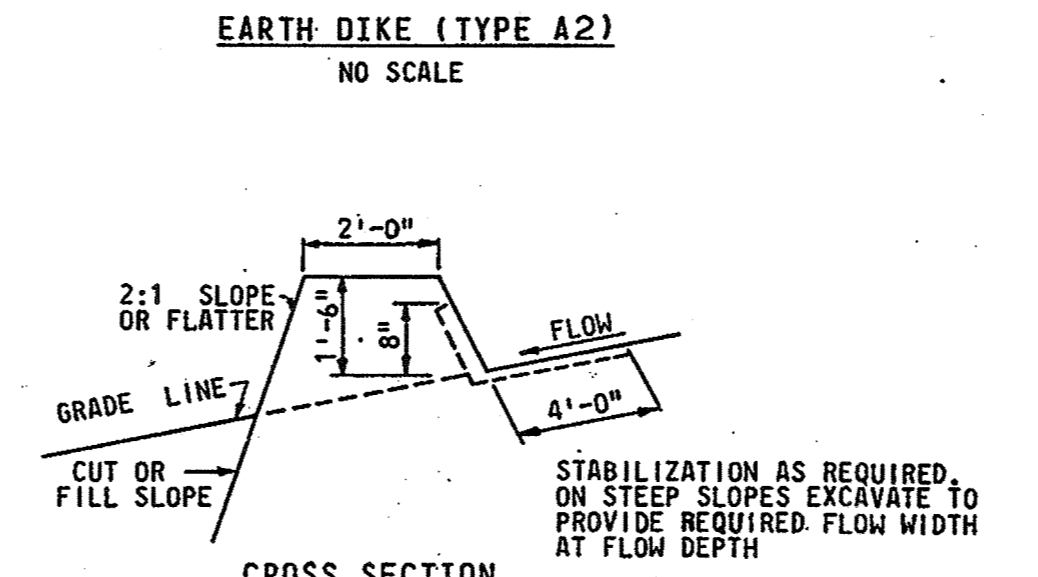 EARTH DIKE (TYPE A2)
NO SCALE
2'-0"
2:1 SLOPE
OR FLATTER
1'-6"
8"
FLOW
GRADE LINE
4'-0"
CUT OR
FILL SLOPE
STABILIZATION AS REQUIRED.
ON STEEP SLOPES EXCAVATE TO
PROVIDE REQUIRED FLOW WIDTH
AT FLOW DEPTH
CROSS SECTION